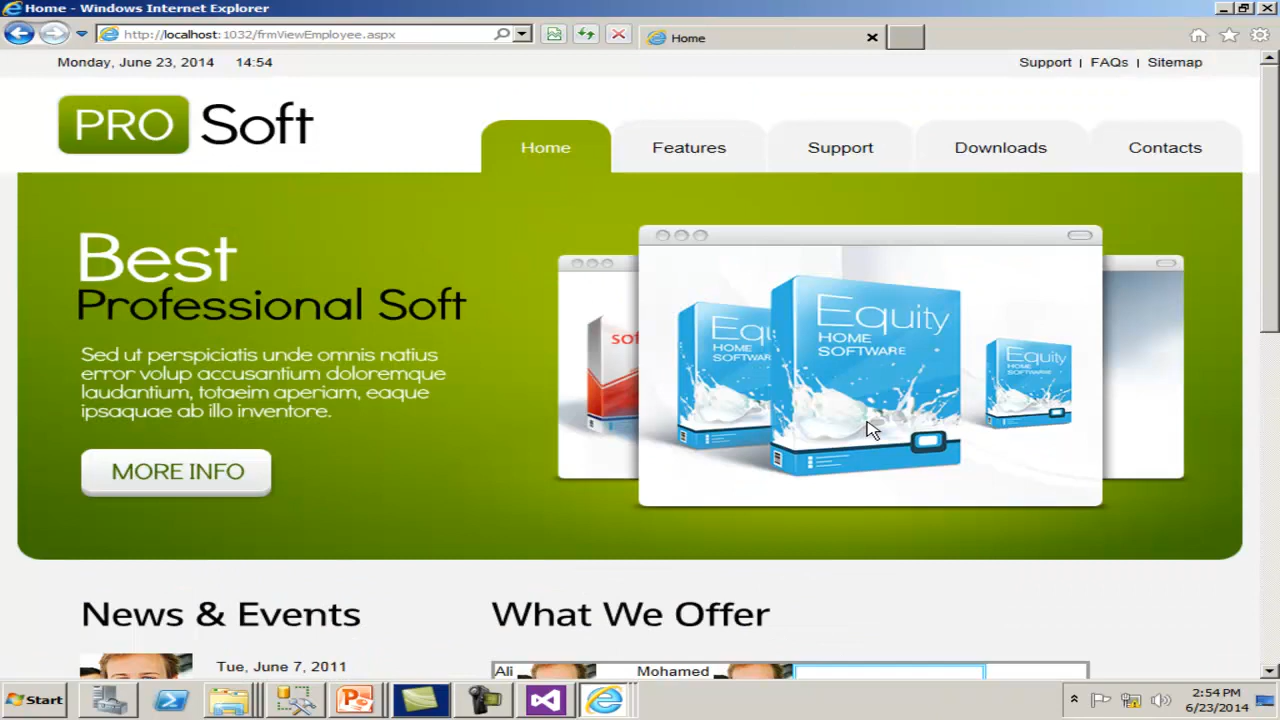 Home - Windows Internet Explorer
http://localhost:1032/frmViewEmployee.aspx
Home
Monday, June 23, 2014 14:54
Support | FAQs | Sitemap
PRO Soft
Home
Features
Support
Downloads
Contacts
Best
Professional Soft
Sed ut perspiciatis unde omnis natius
error volup accusantium doloremque
laudantium, totaeim aperiam, eaque
ipsaquae ab illo inventore.
MORE INFO
Equity
HOME
SOFTWARE
Equity
HOME
SOFTWARE
News & Events
What We Offer
Tue, June 7, 2011
Ali
Mohamed
Start
2:54 PM
6/23/2014